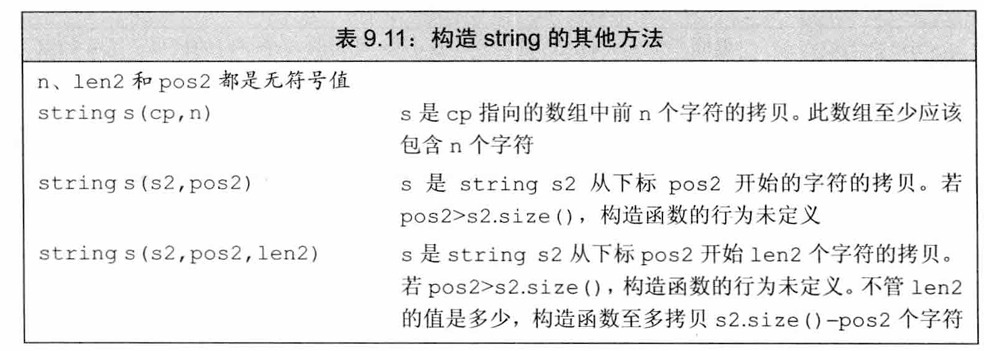 表 9.11：构造 string 的其他方法
n、len2 和 pos2 都是无符号值
string s(cp,n) s 是 cp 指向的数组中前 n 个字符的拷贝。此数组至少应该
包含 n 个字符
string s(s2,pos2) s 是 string s2 从下标 pos2 开始的字符的拷贝。若
pos2>s2.size()，构造函数的行为未定义
string s(s2,pos2,len2) s 是 string s2 从下标 pos2 开始 len2 个字符的拷贝。
若 pos2>s2.size()，构造函数的行为未定义。不管 len2
的值是多少，构造函数至多拷贝 s2.size()-pos2 个字符